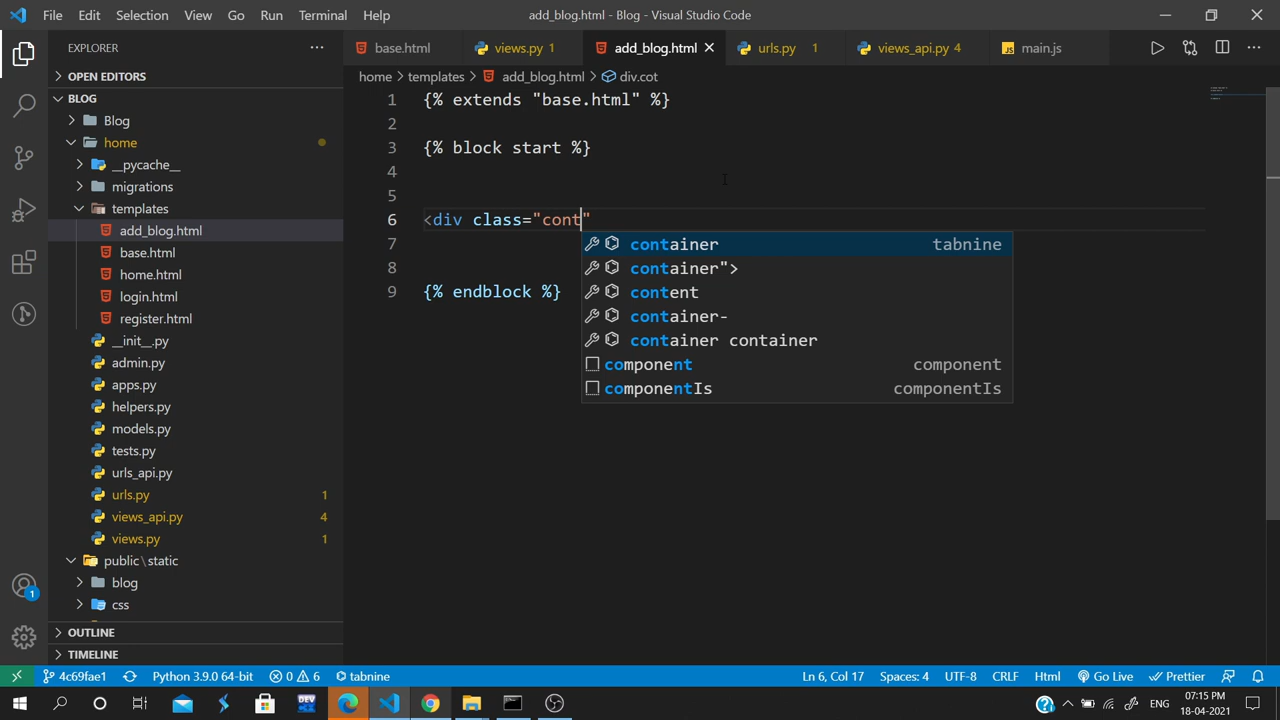 File Edit Selection View Go Run Terminal Help add_blog.html - Blog - Visual Studio Code
EXPLORER
base.html views.py 1 add_blog.html urls.py 1 views_api.py 4 JS main.js
home > templates > add_blog.html > div.cot
OPEN EDITORS
BLOG
Blog
home
__pycache__
migrations
templates
add_blog.html
base.html
home.html
login.html
register.html
__init__.py
admin.py
apps.py
helpers.py
models.py
tests.py
urls_api.py
urls.py 1
views_api.py 4
views.py 1
public\static
blog
css
OUTLINE
TIMELINE
1 {% extends "base.html" %}
2
3 {% block start %}
4
5
6 <div class="cont"
7
8
9 {% endblock %}
container tabnine
container">
content
container-
container container
component component
componentIs componentIs
1
4c69fae1 Python 3.9.0 64-bit 0 6 tabnine Ln 6, Col 17 Spaces: 4 UTF-8 CRLF Html Go Live Prettier
DEV
ENG
07:15 PM
18-04-2021